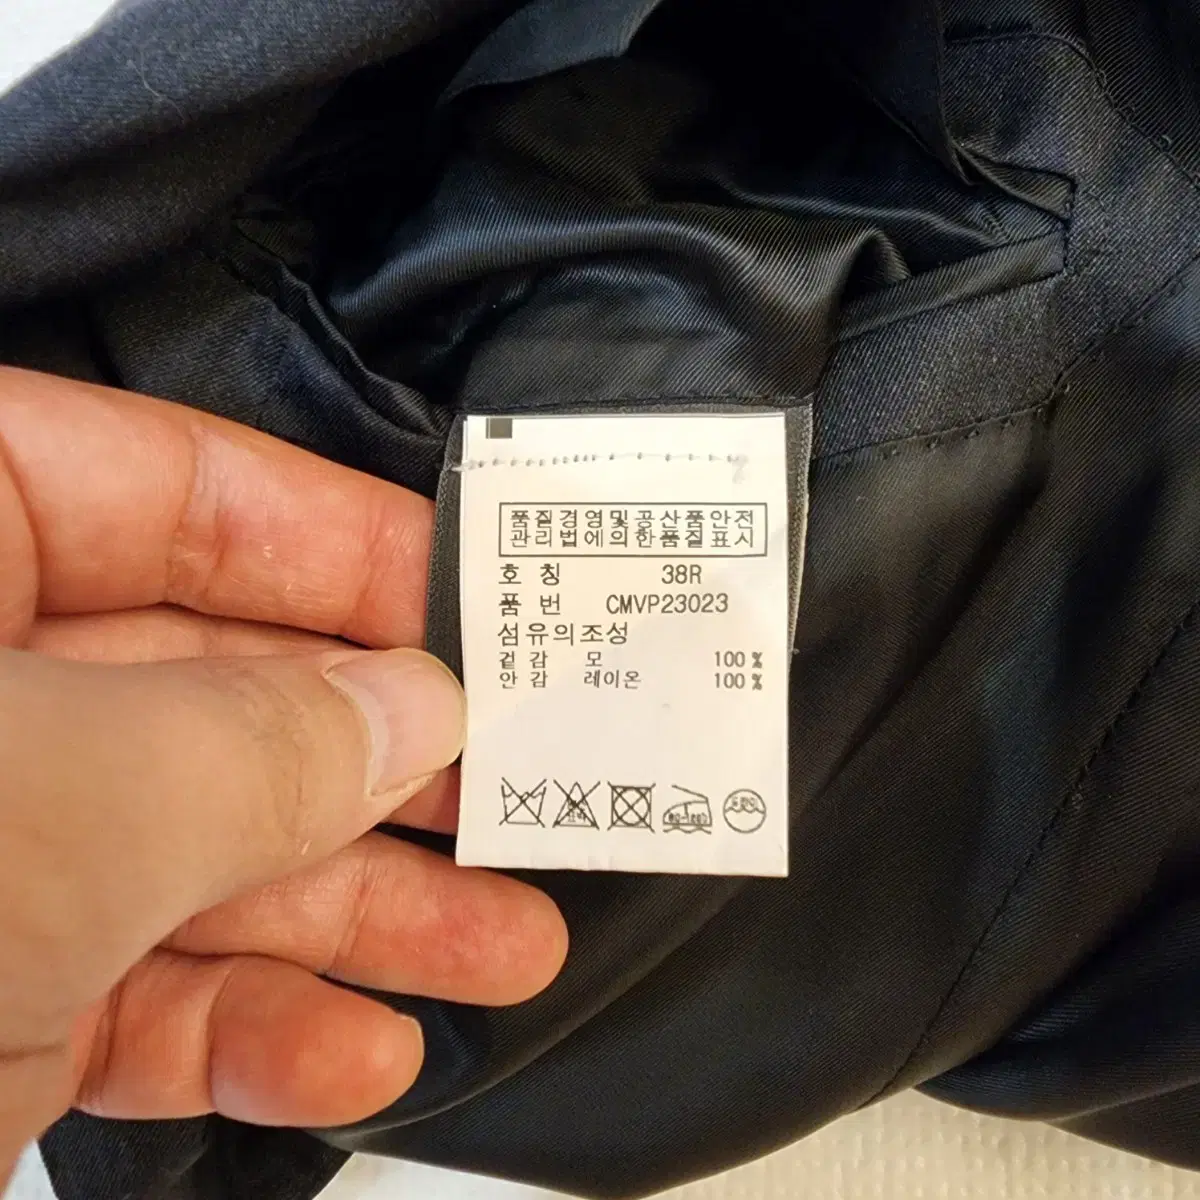 품질경영및공산품안전
관리법에의한품질표시
호 칭 38R
품 번 CMVP23023
섬유의조성
겉 감 모 100 %
안 감 레이온 100 %